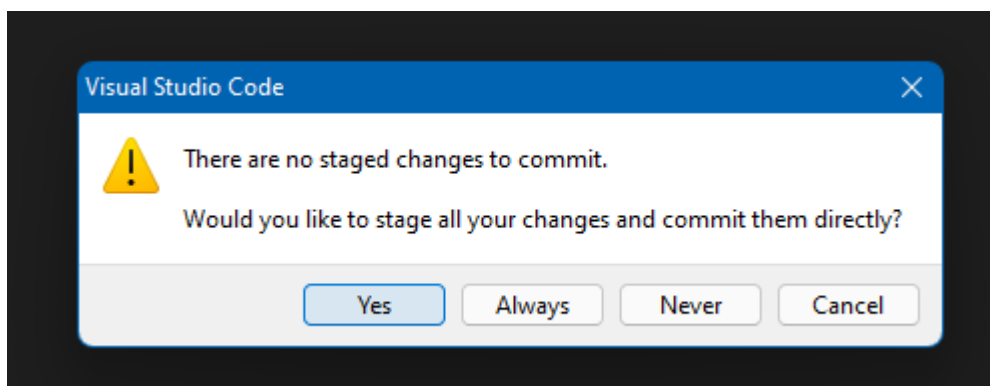 Visual Studio Code
There are no staged changes to commit.
Would you like to stage all your changes and commit them directly?
Yes
Always
Never
Cancel